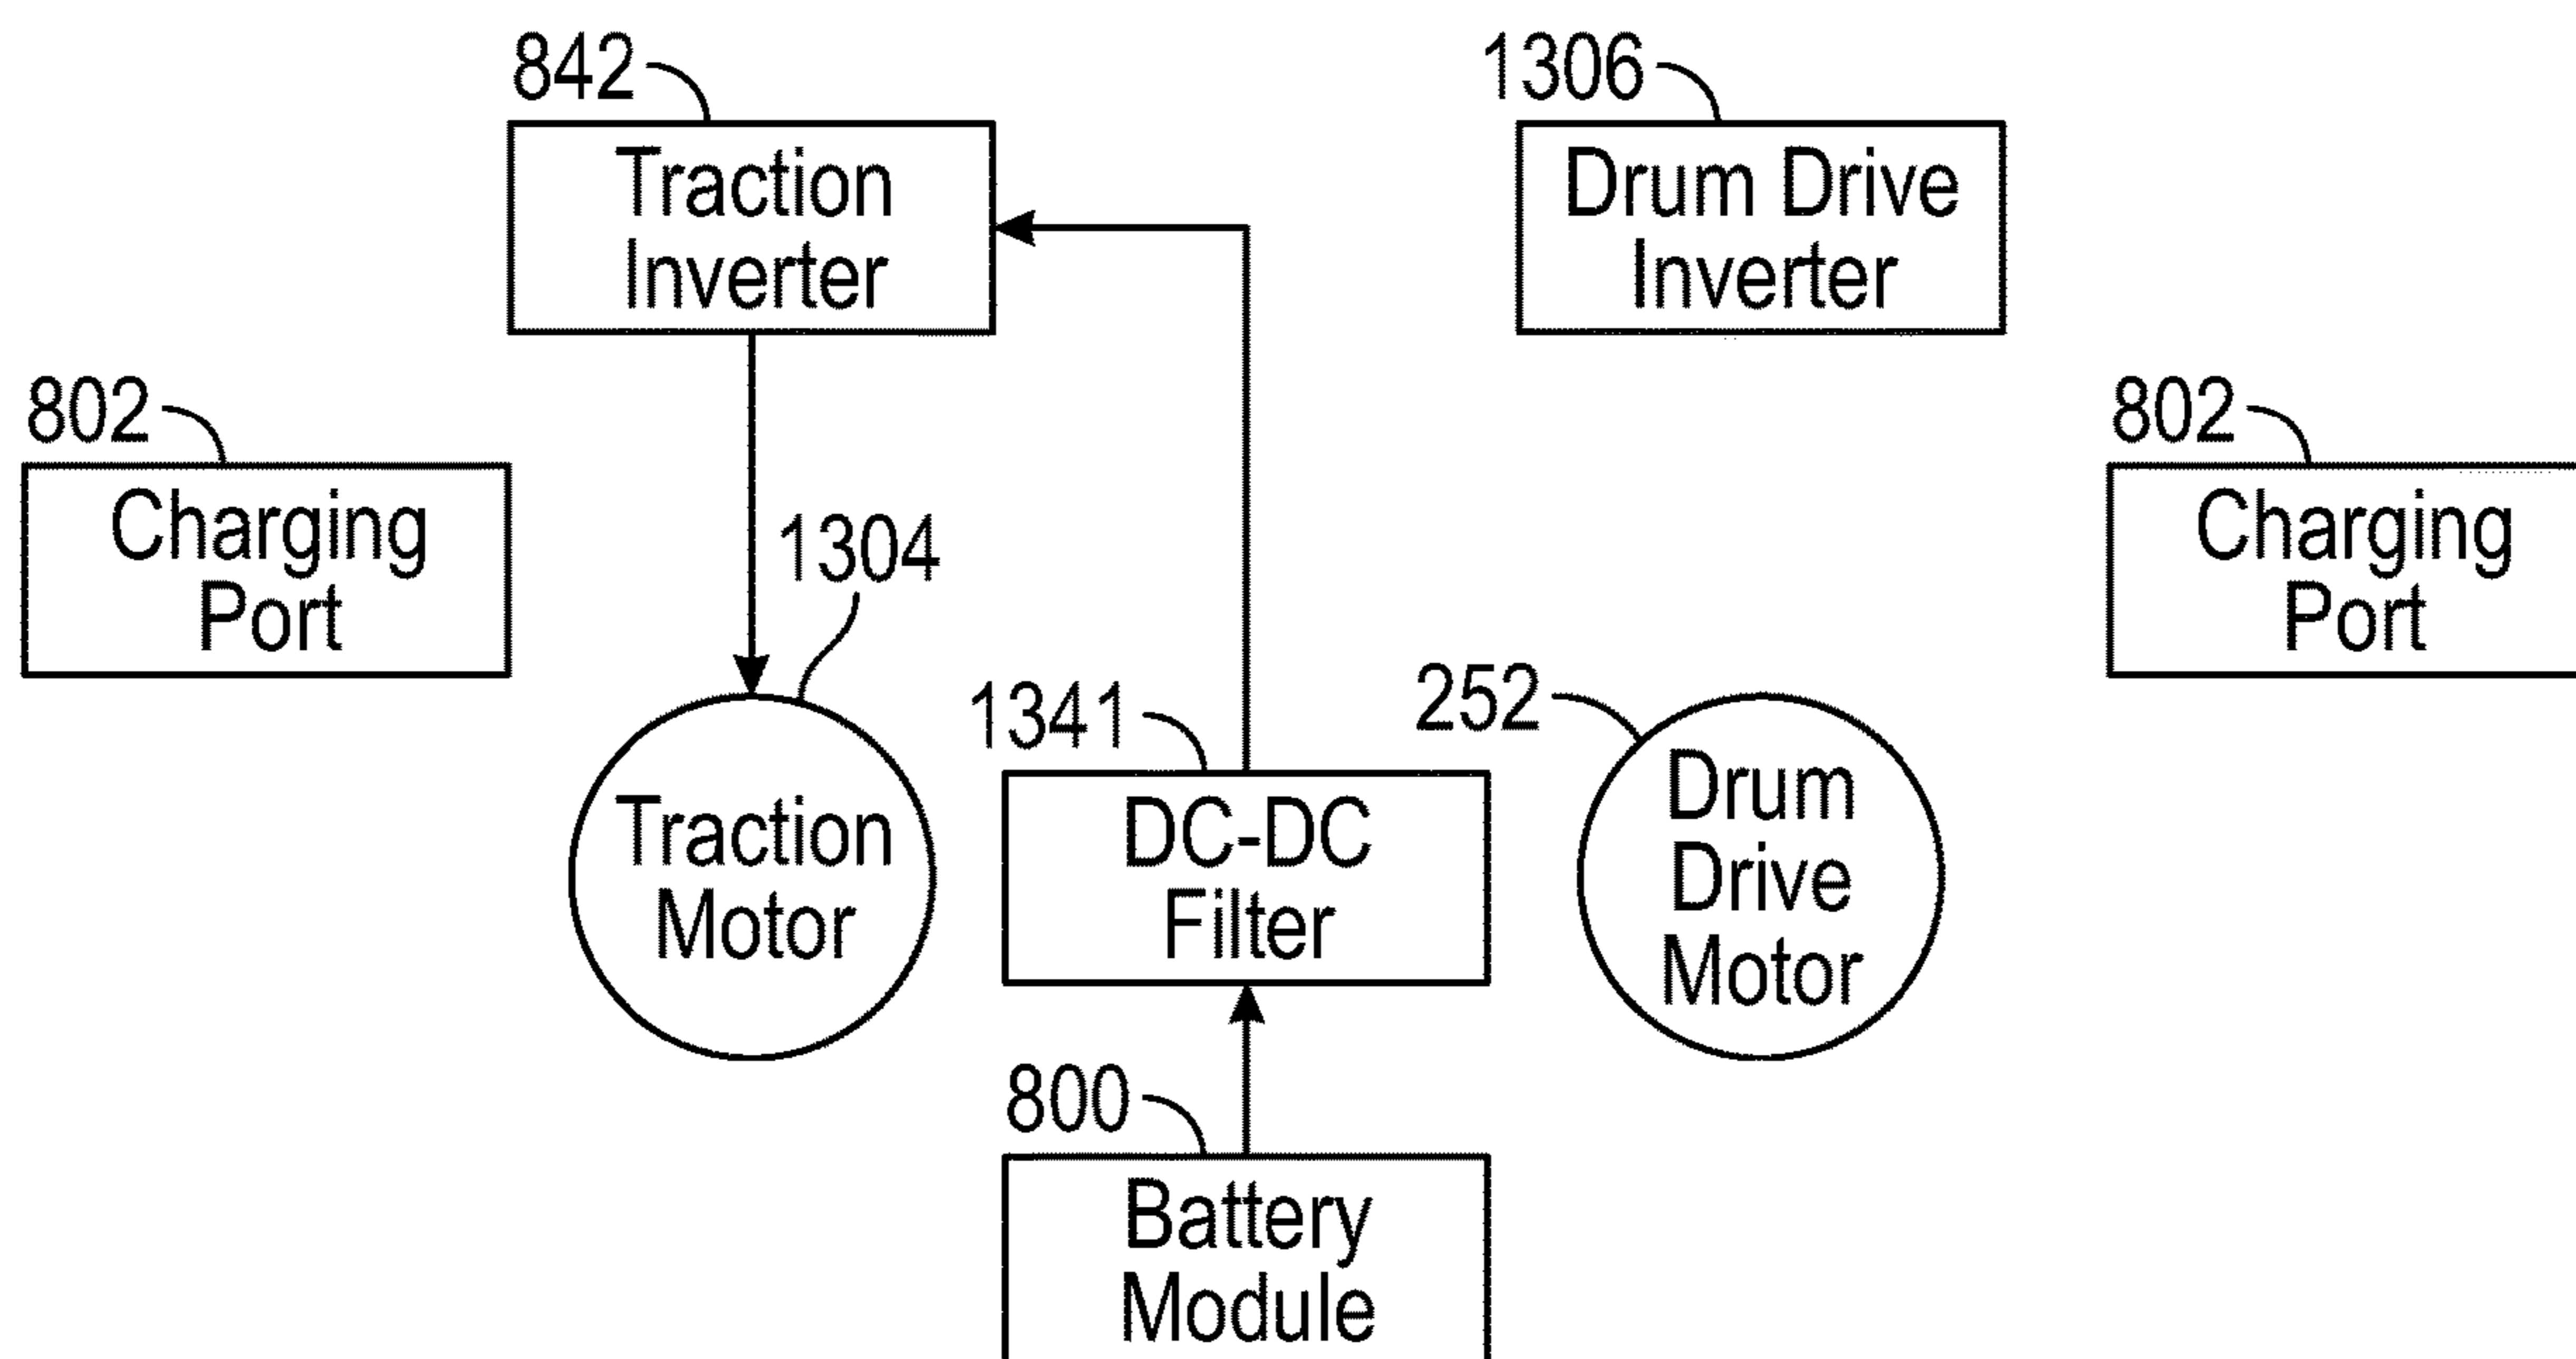 842
Traction
Inverter
1306
Drum Drive
Inverter
802
Charging
Port
802
Charging
Port
1304
Traction
Motor
1341
DC-DC
Filter
252
Drum
Drive
Motor
800
Battery
Module